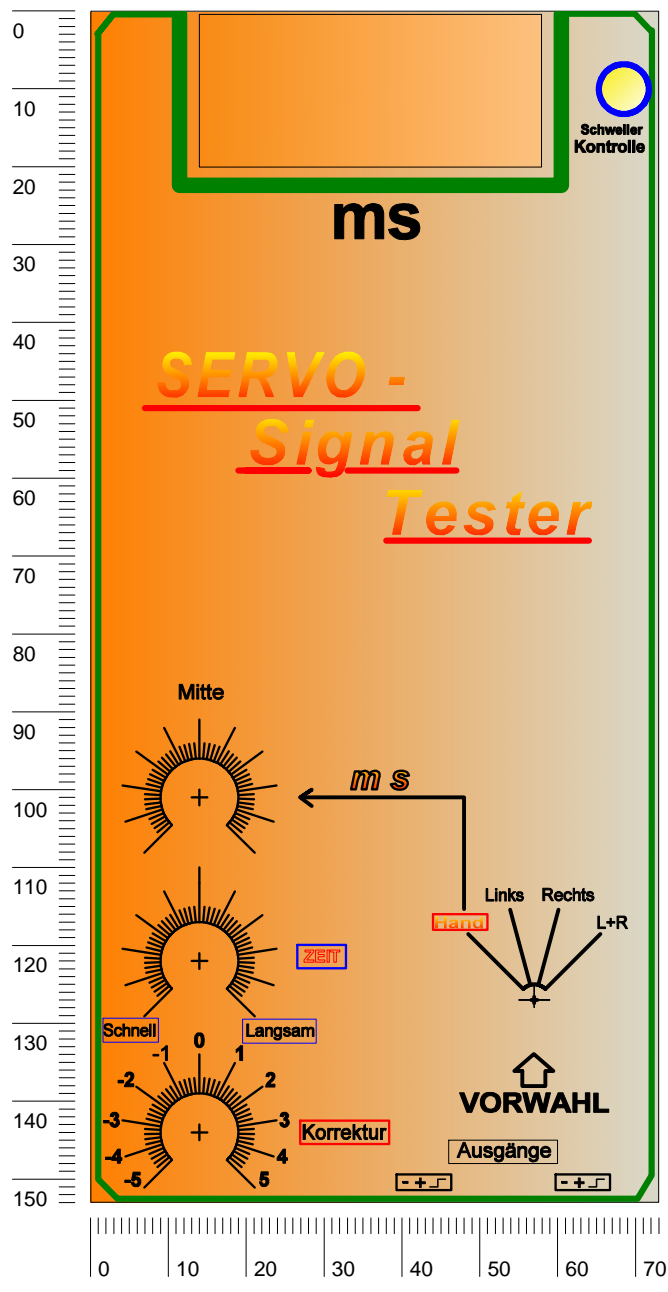 0
10
Schweller
Kontrolle
20
ms
30
40
SERVO -
50
Signal
60
Tester
70
80
Mitte
90
m s
100
110
Links Rechts
Hand L+R
120
ZEIT
130
Schnell Langsam
-1 0 1
-2 2
VORWAHL
140
-3 3 Korrektur
-4 4
Ausgänge
-5 5
- + - +
150
0 10 20 30 40 50 60 70